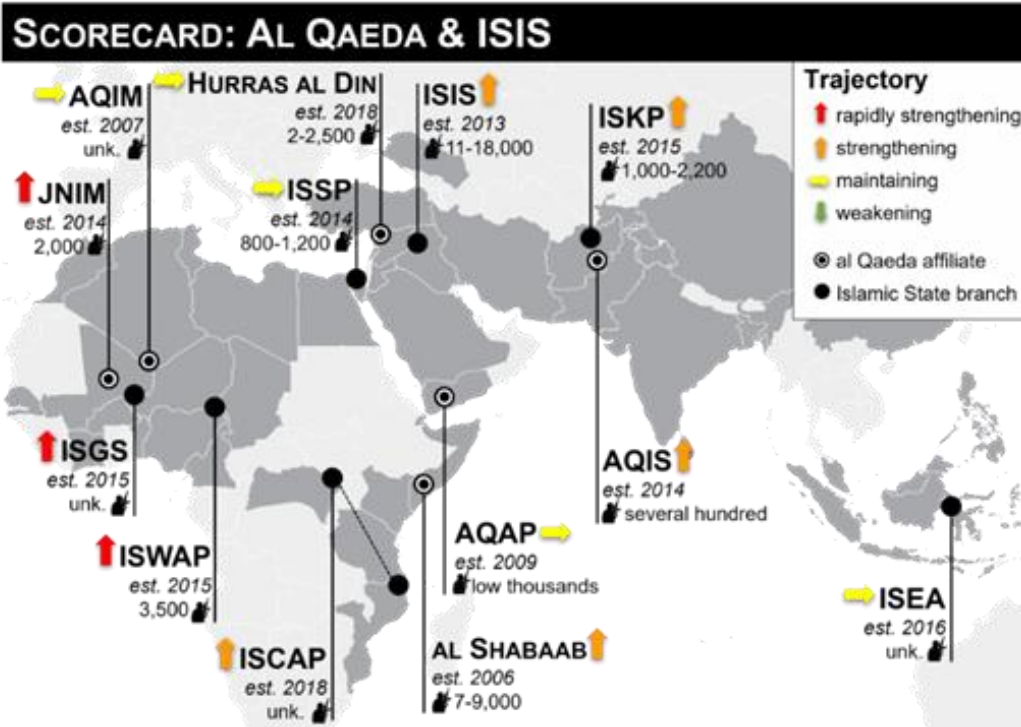 SCORECARD: AL QAEDA & ISIS
Trajectory
rapidly strengthening
strengthening
maintaining
weakening
al Qaeda affiliate
Islamic State branch
AQIM
est. 2007
unk.
HURRAS AL DIN
est. 2018
2-2,500
ISIS
est. 2013
11-18,000
ISKP
est. 2015
1,000-2,200
JNIM
est. 2014
2,000
ISSP
est. 2014
800-1,200
ISGS
est. 2015
unk.
ISWAP
est. 2015
3,500
ISCAP
est. 2018
unk.
AQAP
est. 2009
low thousands
AL SHABAAB
est. 2006
7-9,000
AQIS
est. 2014
several hundred
ISEA
est. 2016
unk.